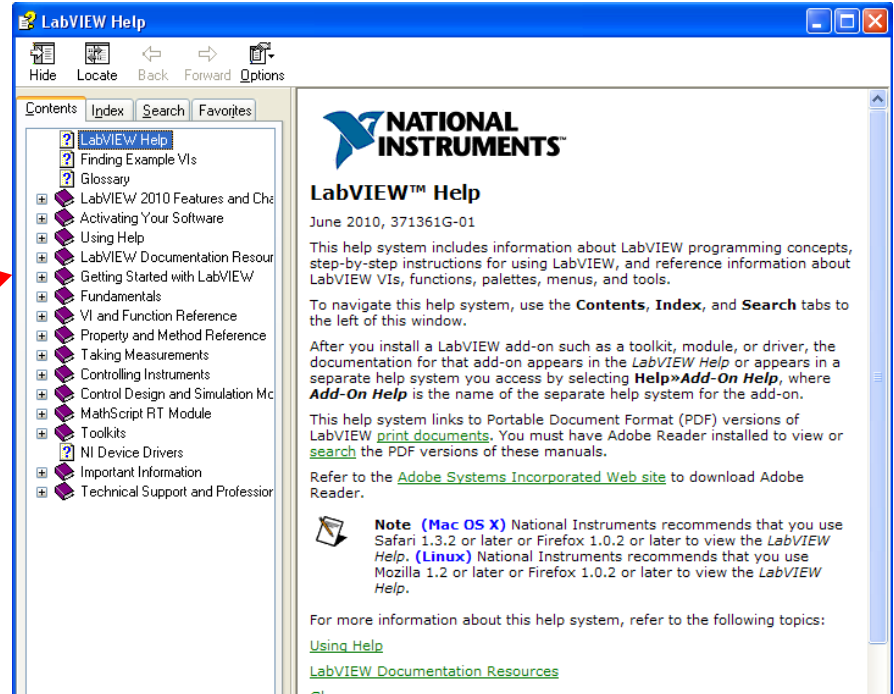 LabVIEW Help
Hide Locate Back Forward Options
Contents Index Search Favorites
LabVIEW Help
Finding Example VIs
Glossary
LabVIEW 2010 Features and Cha
Activating Your Software
Using Help
LabVIEW Documentation Resour
Getting Started with LabVIEW
Fundamentals
VI and Function Reference
Property and Method Reference
Taking Measurements
Controlling Instruments
Control Design and Simulation Mo
MathScript RT Module
Toolkits
NI Device Drivers
Important Information
Technical Support and Profession
NATIONAL
INSTRUMENTS™
LabVIEW™ Help
June 2010, 371361G-01
This help system includes information about LabVIEW programming concepts,
step-by-step instructions for using LabVIEW, and reference information about
LabVIEW VIs, functions, palettes, menus, and tools.
To navigate this help system, use the Contents, Index, and Search tabs to
the left of this window.
After you install a LabVIEW add-on such as a toolkit, module, or driver, the
documentation for that add-on appears in the LabVIEW Help or appears in a
separate help system you access by selecting Help»Add-On Help, where
Add-On Help is the name of the separate help system for the add-on.
This help system links to Portable Document Format (PDF) versions of
LabVIEW print documents. You must have Adobe Reader installed to view or
search the PDF versions of these manuals.
Refer to the Adobe Systems Incorporated Web site to download Adobe
Reader.
Note (Mac OS X) National Instruments recommends that you use
Safari 1.3.2 or later or Firefox 1.0.2 or later to view the LabVIEW
Help. (Linux) National Instruments recommends that you use
Mozilla 1.2 or later or Firefox 1.0.2 or later to view the LabVIEW
Help.
For more information about this help system, refer to the following topics:
Using Help
LabVIEW Documentation Resources